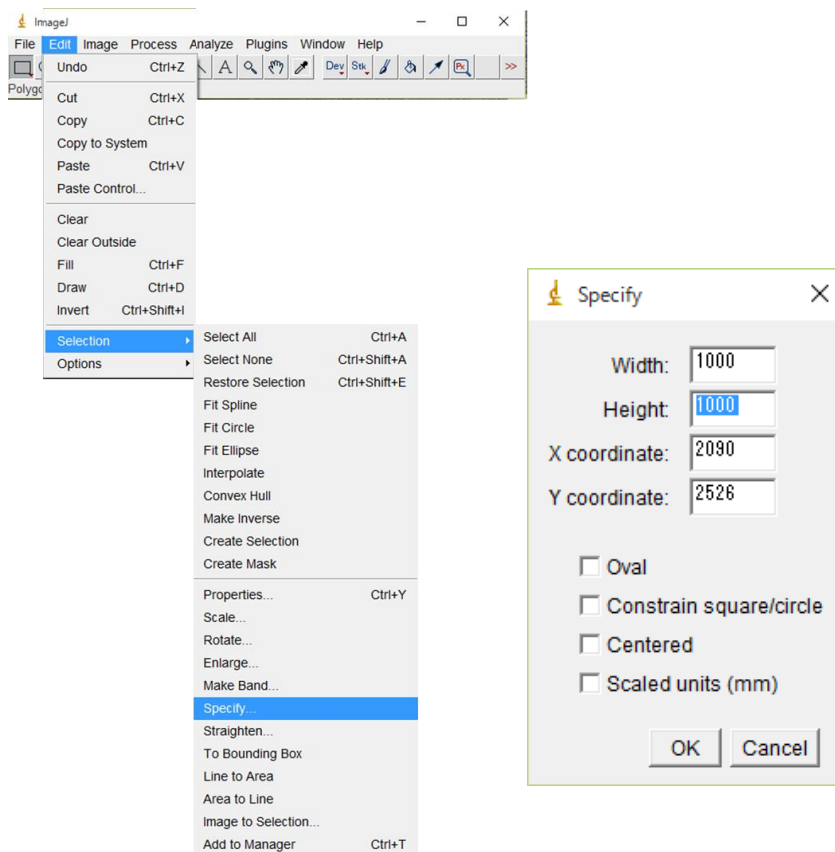 ImageJ
File Edit Image Process Analyze Plugins Window Help
A Dev Stk >>
Polygo
Undo Ctrl+Z
Cut Ctrl+X
Copy Ctrl+C
Copy to System
Paste Ctrl+V
Paste Control...
Clear
Clear Outside
Fill Ctrl+F
Draw Ctrl+D
Invert Ctrl+Shift+I
Selection
Options
Select All Ctrl+A
Select None Ctrl+Shift+A
Restore Selection Ctrl+Shift+E
Fit Spline
Fit Circle
Fit Ellipse
Interpolate
Convex Hull
Make Inverse
Create Selection
Create Mask
Properties... Ctrl+Y
Scale...
Rotate...
Enlarge...
Make Band...
Specify...
Straighten...
To Bounding Box
Line to Area
Area to Line
Image to Selection...
Add to Manager Ctrl+T
Specify
Width: 1000
Height: 1000
X coordinate: 2090
Y coordinate: 2526
Oval
Constrain square/circle
Centered
Scaled units (mm)
OK Cancel